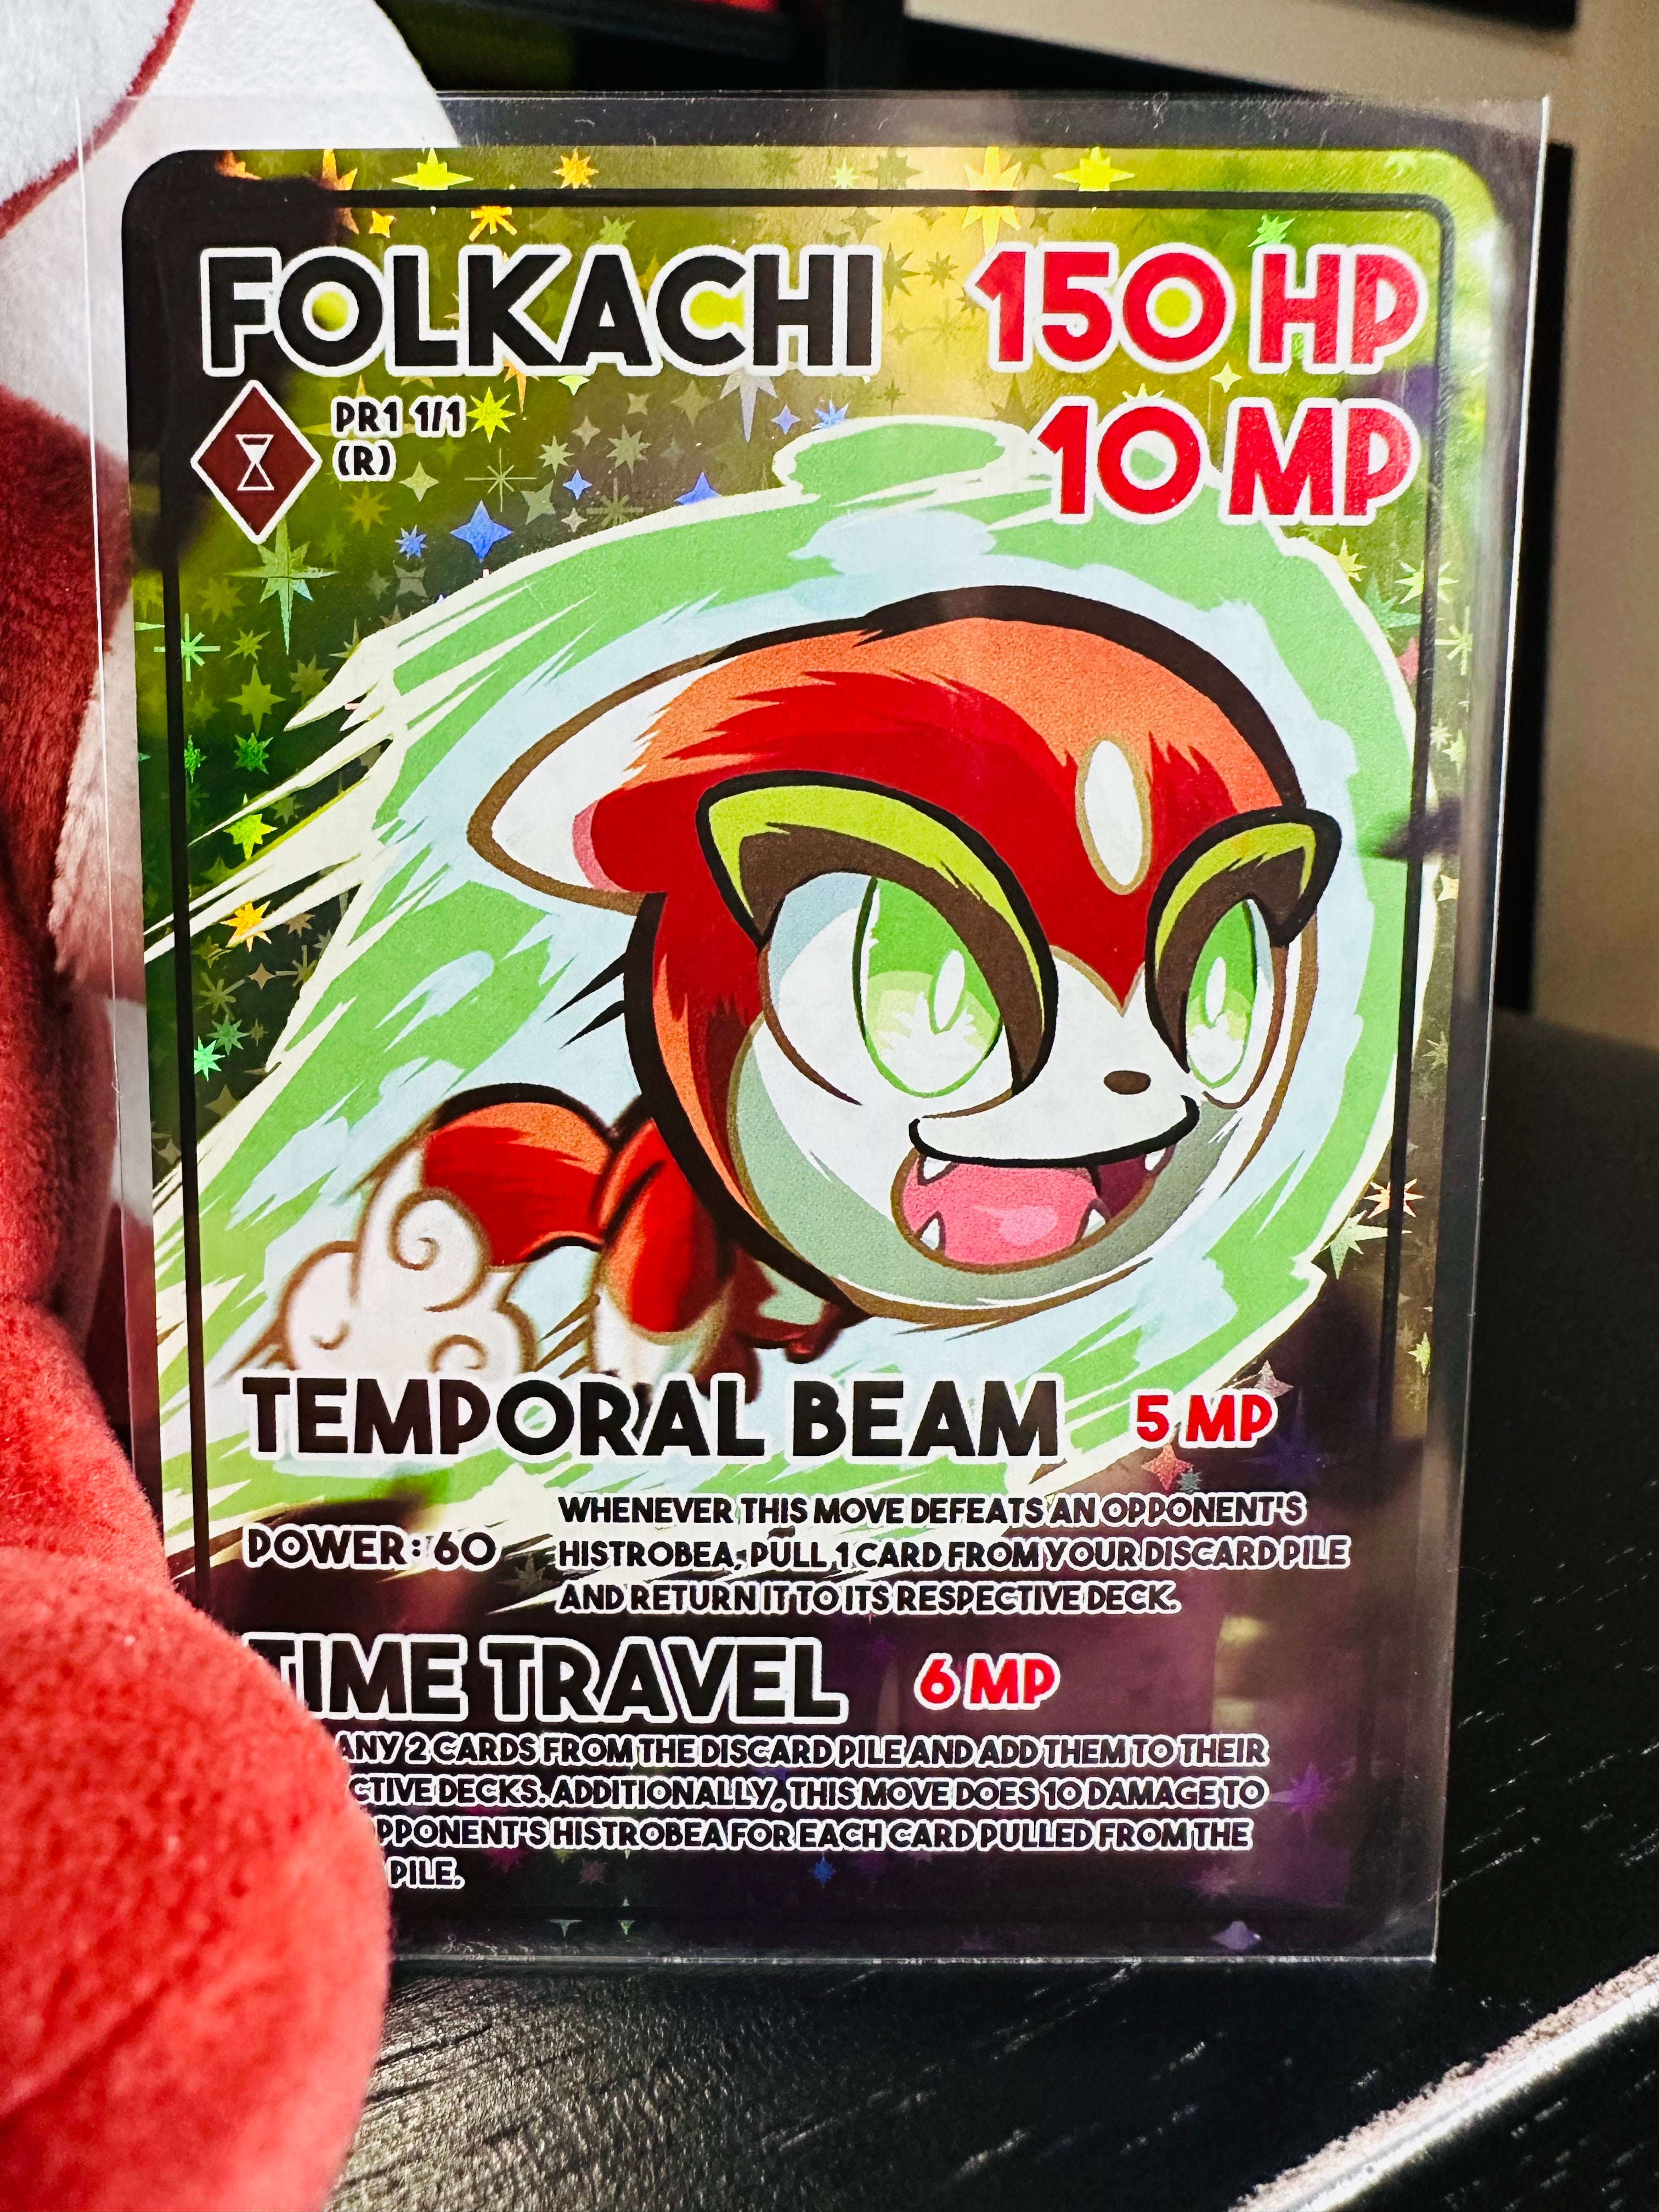 FOLKACHI 150 HP
PR1 1/1 10 MP
(R)
TEMPORAL BEAM 5 MP
POWER: 60
WHENEVER THIS MOVE DEFEATS AN OPPONENT'S
HISTROBEA, PULL 1 CARD FROM YOUR DISCARD PILE
AND RETURN IT TO ITS RESPECTIVE DECK.
TIME TRAVEL 6 MP
ANY 2 CARDS FROM THE DISCARD PILE AND ADD THEM TO THEIR
CTIVE DECKS. ADDITIONALLY, THIS MOVE DOES 10 DAMAGE TO
PPONENT'S HISTROBEA FOR EACH CARD PULLED FROM THE
PILE.